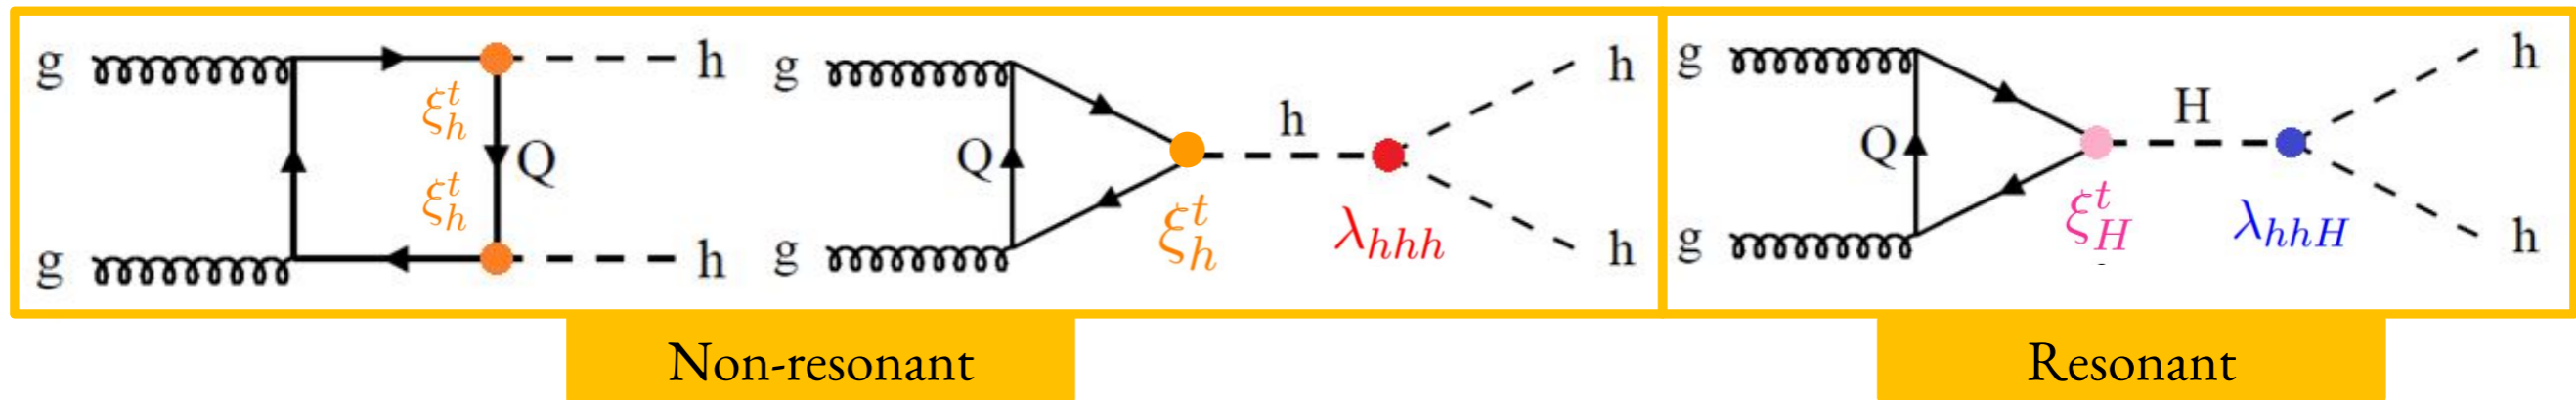 g h
ξ_h^t
Q
ξ_h^t
g h
g h
Q h
ξ_h^t λ_hhh
g h
g h
Q H
ξ_H^t λ_hhH
g h
Non-resonant
Resonant